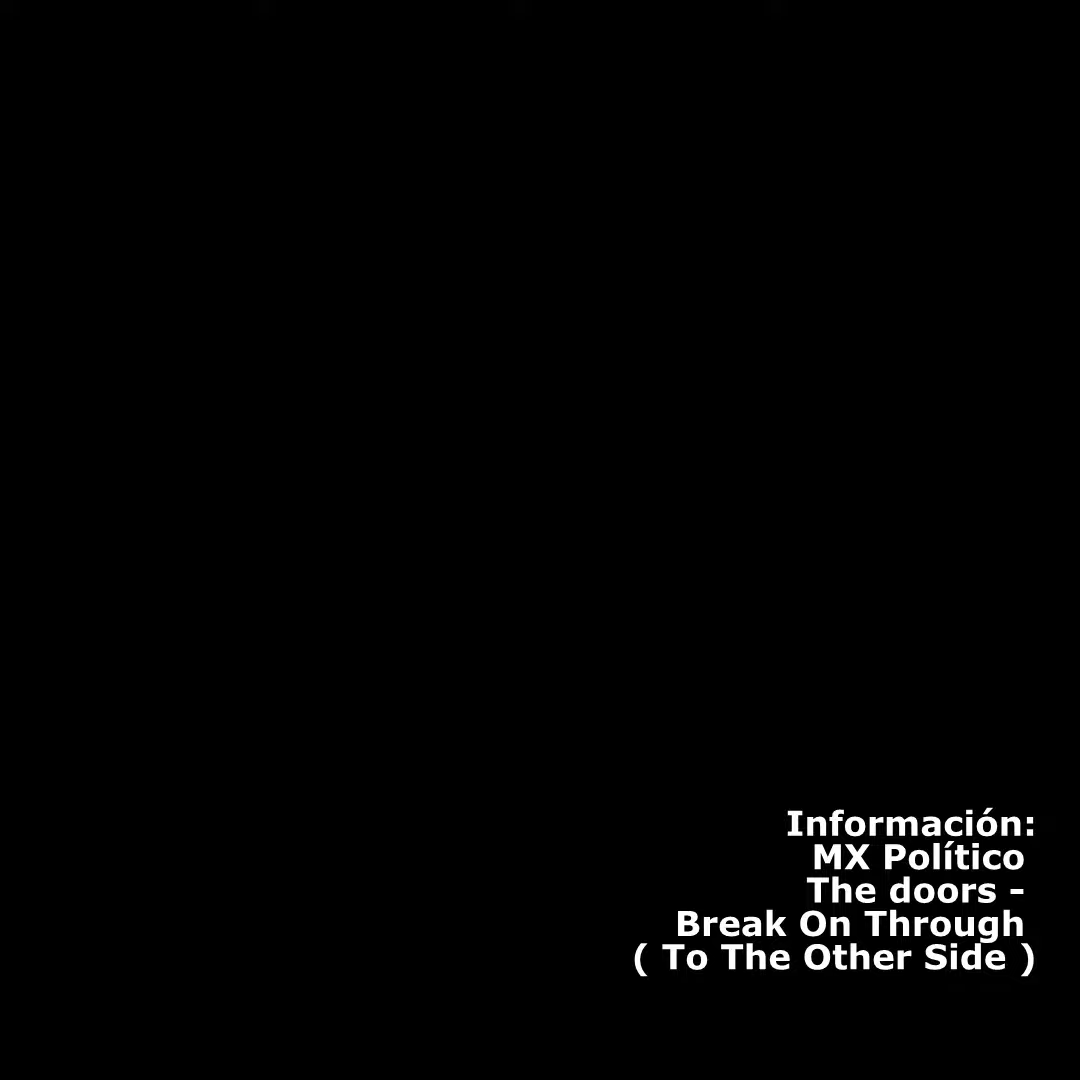 Información:
MX Político
The doors -
Break On Through
( To The Other Side )